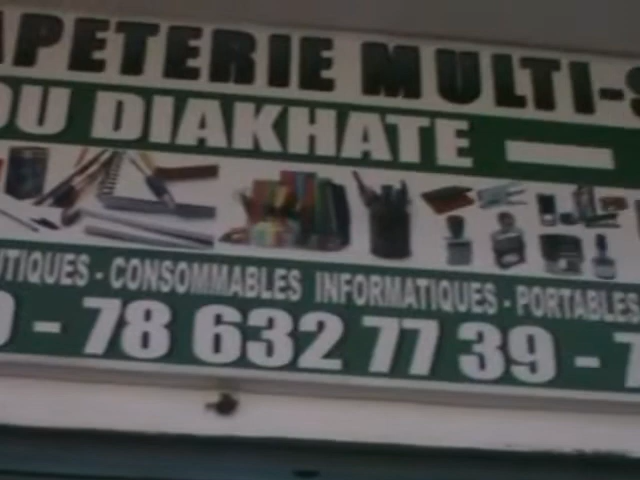 APETERIE MULTI-S
OU DIAKHATE
UTIQUES - CONSOMMABLES INFORMATIQUES - PORTABLES
0 - 78 632 77 39 - 7